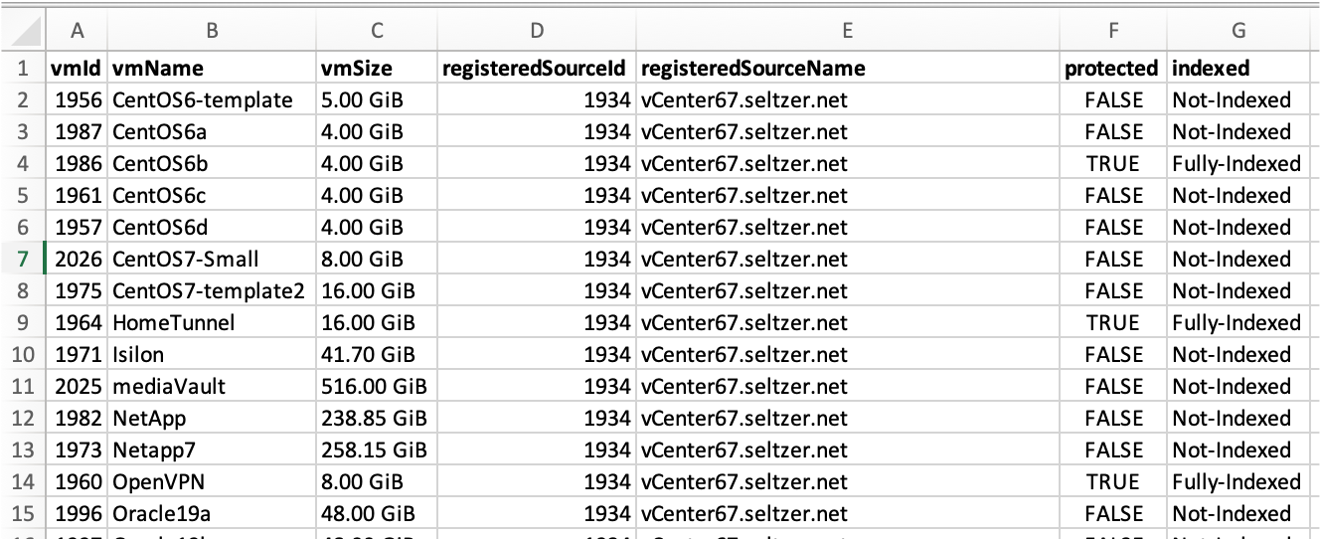 A B C D E F G
1 vmId vmName vmSize registeredSourceId registeredSourceName protected indexed
2 1956 CentOS6-template 5.00 GiB 1934 vCenter67.seltzer.net FALSE Not-Indexed
3 1987 CentOS6a 4.00 GiB 1934 vCenter67.seltzer.net FALSE Not-Indexed
4 1986 CentOS6b 4.00 GiB 1934 vCenter67.seltzer.net TRUE Fully-Indexed
5 1961 CentOS6c 4.00 GiB 1934 vCenter67.seltzer.net FALSE Not-Indexed
6 1957 CentOS6d 4.00 GiB 1934 vCenter67.seltzer.net FALSE Not-Indexed
7 2026 CentOS7-Small 8.00 GiB 1934 vCenter67.seltzer.net FALSE Not-Indexed
8 1975 CentOS7-template2 16.00 GiB 1934 vCenter67.seltzer.net FALSE Not-Indexed
9 1964 HomeTunnel 16.00 GiB 1934 vCenter67.seltzer.net TRUE Fully-Indexed
10 1971 Isilon 41.70 GiB 1934 vCenter67.seltzer.net FALSE Not-Indexed
11 2025 mediaVault 516.00 GiB 1934 vCenter67.seltzer.net FALSE Not-Indexed
12 1982 NetApp 238.85 GiB 1934 vCenter67.seltzer.net FALSE Not-Indexed
13 1973 Netapp7 258.15 GiB 1934 vCenter67.seltzer.net FALSE Not-Indexed
14 1960 OpenVPN 8.00 GiB 1934 vCenter67.seltzer.net TRUE Fully-Indexed
15 1996 Oracle19a 48.00 GiB 1934 vCenter67.seltzer.net FALSE Not-Indexed